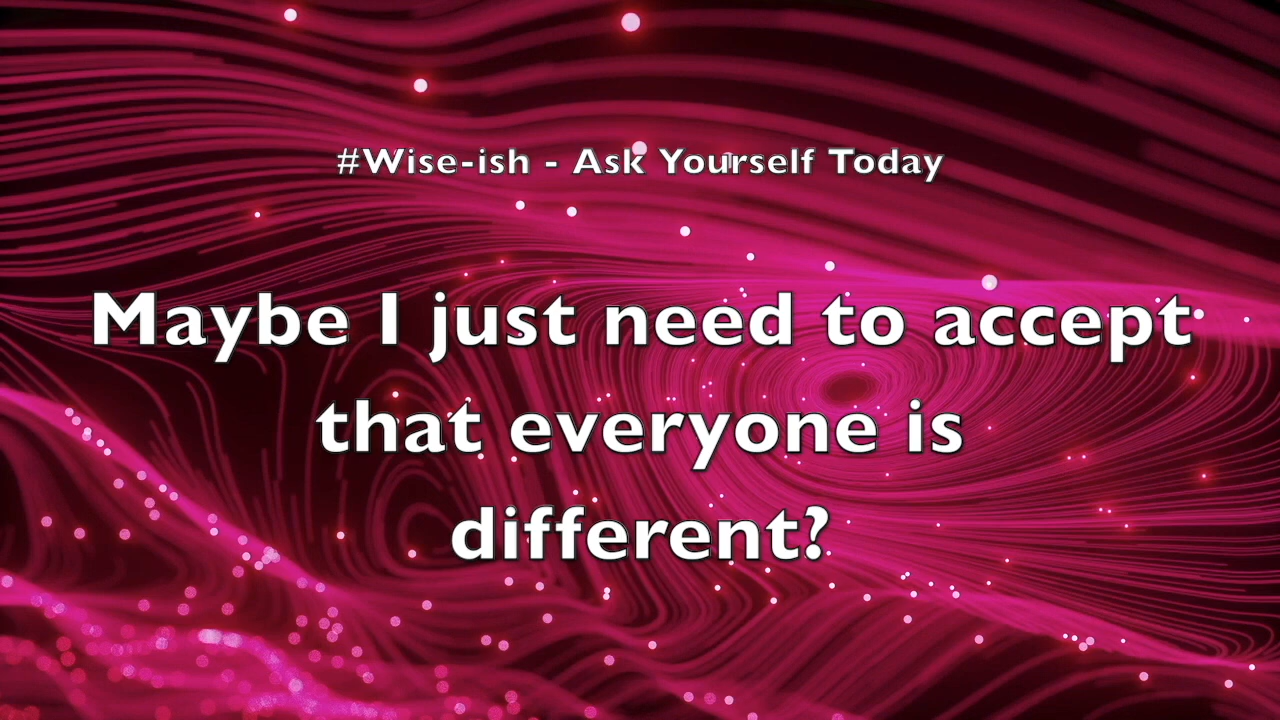 #Wise-ish - Ask Yourself Today
Maybe I just need to accept
that everyone is
different?